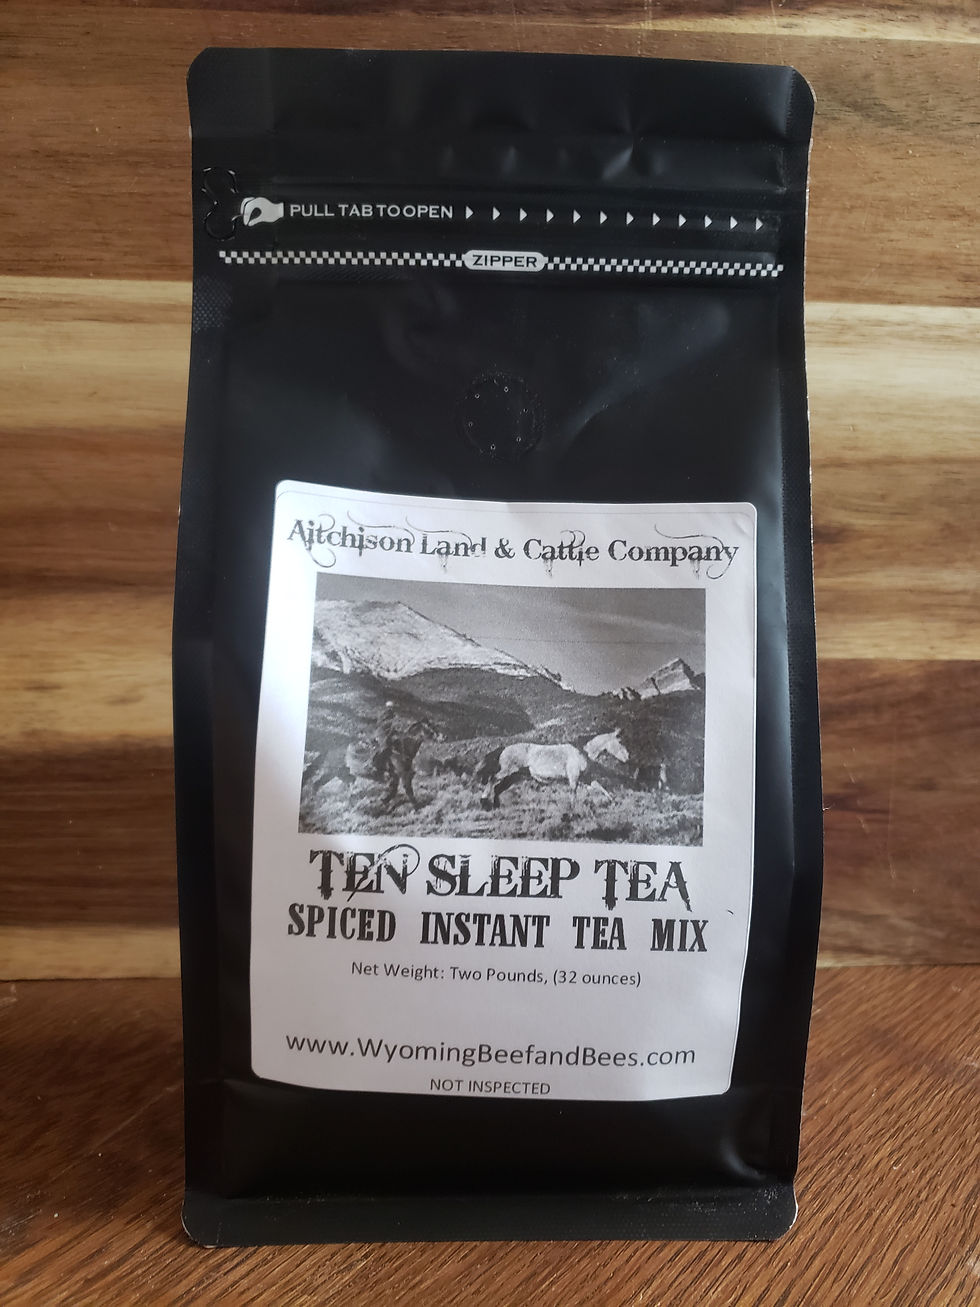 PULL TAB TO OPEN
ZIPPER
Aitchison Land & Cattle Company
TEN SLEEP TEA
SPICED INSTANT TEA MIX
Net Weight: Two Pounds, (32 ounces)
www.WyomingBeefandBees.com
NOT INSPECTED